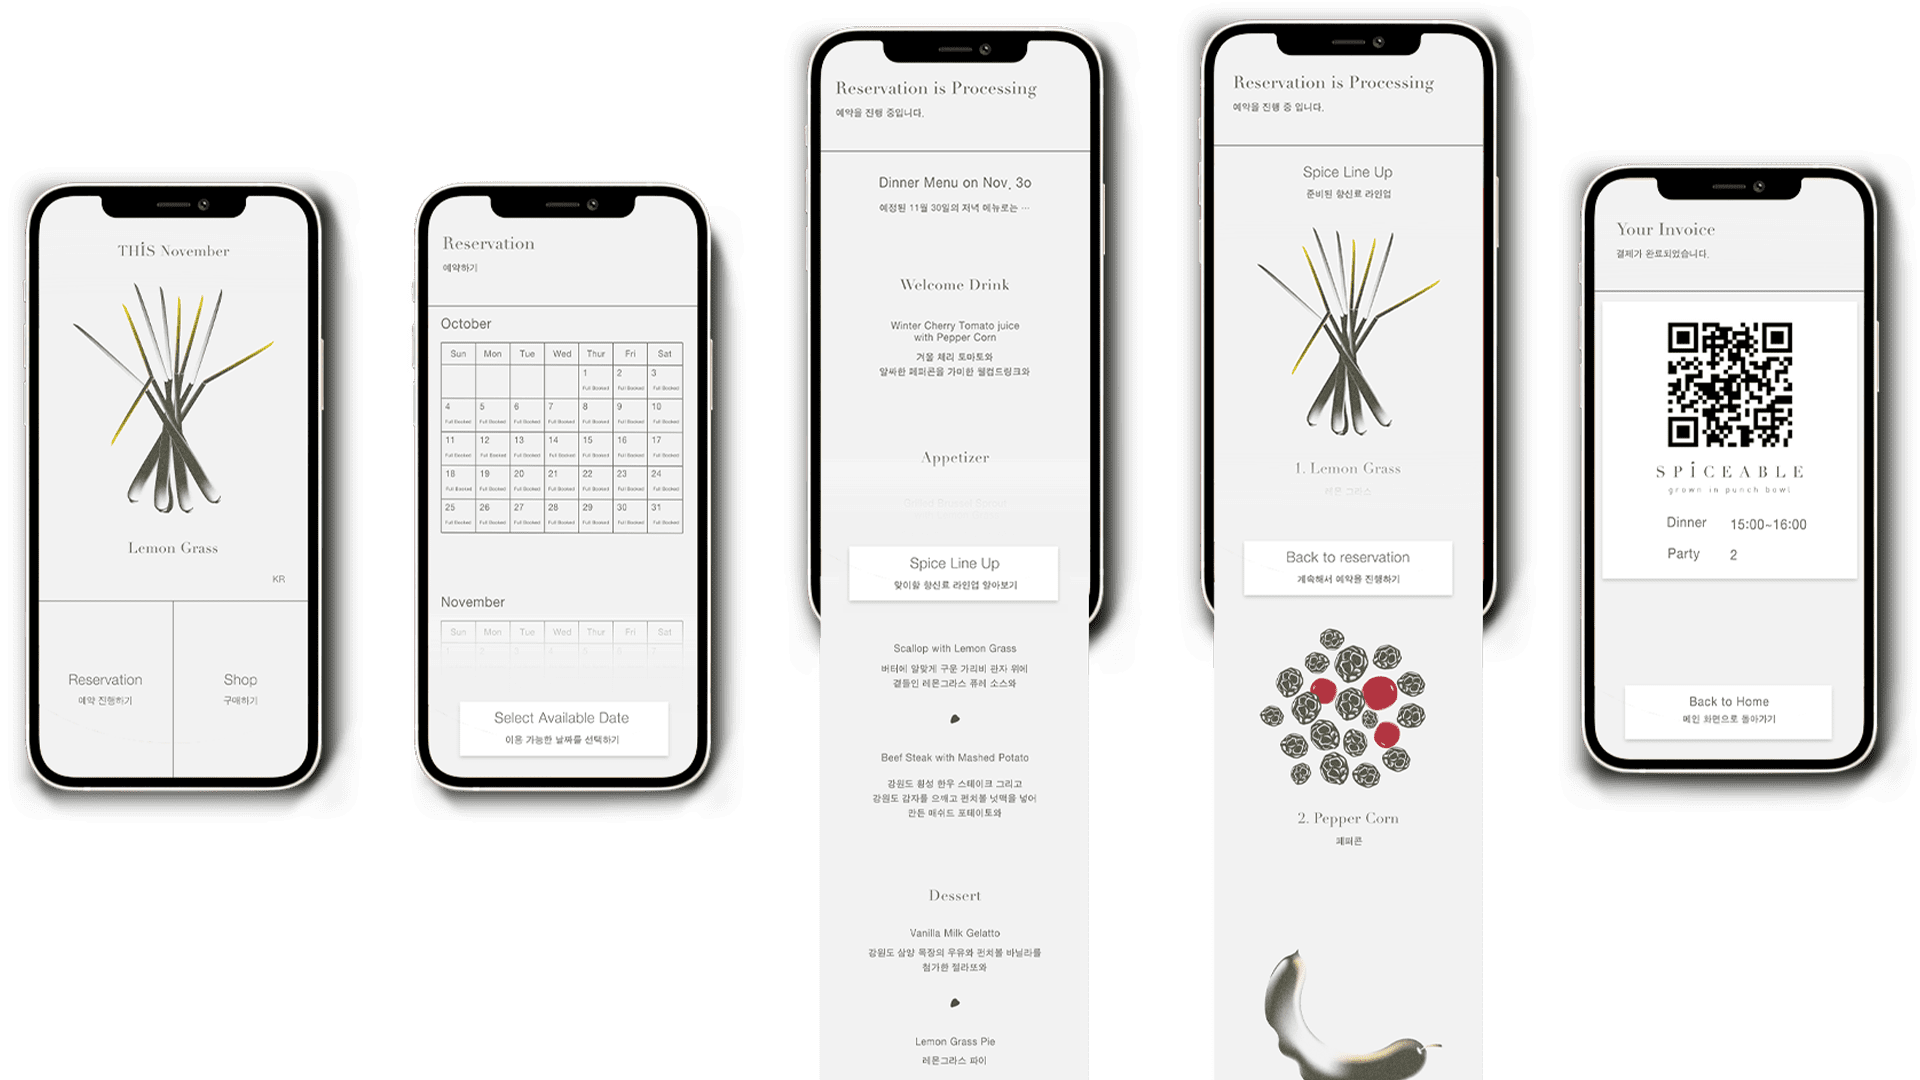 THİS November
Lemon Grass
KR
Reservation
예약 진행하기
Shop
구매하기
Reservation
예약하기
October
Sun Mon Tue Wed Thur Fri Sat
1 2 3
Full Booked Full Booked Full Booked
4 5 6 7 8 9 10
Full Booked Full Booked Full Booked Full Booked Full Booked Full Booked Full Booked
11 12 13 14 15 16 17
Full Booked Full Booked Full Booked Full Booked Full Booked Full Booked Full Booked
18 19 20 21 22 23 24
Full Booked Full Booked Full Booked Full Booked Full Booked Full Booked Full Booked
25 26 27 28 29 30 31
Full Booked Full Booked Full Booked Full Booked Full Booked Full Booked Full Booked
November
Sun Mon Tue Wed Thur Fri Sat
1 2 3 4 5 6 7
Select Available Date
이용 가능한 날짜를 선택하기
Reservation is Processing
예약을 진행 중입니다.
Dinner Menu on Nov. 3o
예정된 11월 30일의 저녁 메뉴로는 ···
Welcome Drink
Winter Cherry Tomato juice
with Pepper Corn
겨울 체리 토마토와
알싸한 페퍼콘을 가미한 웰컴드링크와
Appetizer
Spice Line Up
맞이할 향신료 라인업 알아보기
Scallop with Lemon Grass
버터에 알맞게 구운 가리비 관자 위에
곁들인 레몬그라스 퓨레 소스와
Beef Steak with Mashed Potato
강원도 횡성 한우 스테이크 그리고
강원도 감자를 으깨고 펀치볼 넛맥을 넣어
만든 매쉬드 포테이토와
Dessert
Vanilla Milk Gelatto
강원도 삼양 목장의 우유와 펀치볼 바닐라를
첨가한 젤라또와
Lemon Grass Pie
레몬그라스 파이
Reservation is Processing
예약을 진행 중 입니다.
Spice Line Up
준비된 향신료 라인업
1. Lemon Grass
레몬 그라스
Back to reservation
계속해서 예약을 진행하기
2. Pepper Corn
페퍼콘
Your Invoice
결제가 완료되었습니다.
SPİCEABLE
grown in punch bowl
Dinner 15:00~16:00
Party 2
Back to Home
메인 화면으로 돌아가기